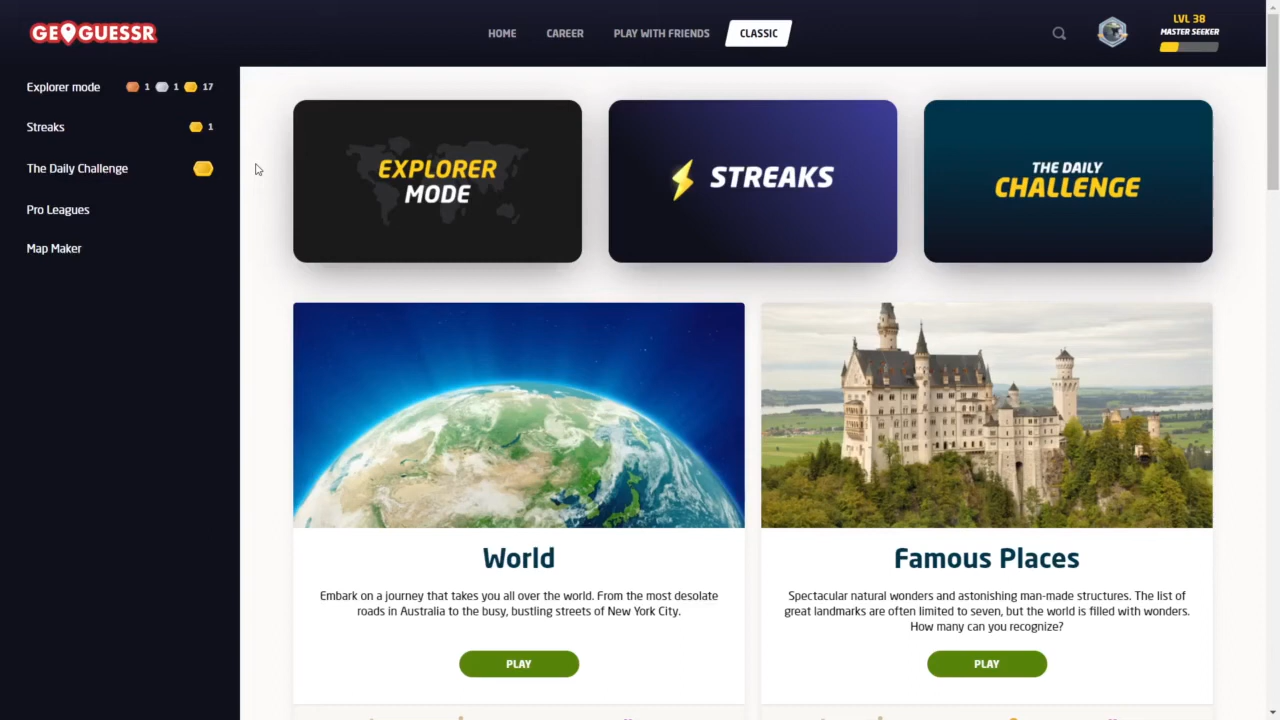 GEOGUESSR
HOME
CAREER
PLAY WITH FRIENDS
CLASSIC
LVL 38
MASTER SEEKER
Explorer mode 1 1 17
Streaks 1
The Daily Challenge
Pro Leagues
Map Maker
EXPLORER
MODE
STREAKS
THE DAILY
CHALLENGE
World
Embark on a journey that takes you all over the world. From the most desolate
roads in Australia to the busy, bustling streets of New York City.
PLAY
Famous Places
Spectacular natural wonders and astonishing man-made structures. The list of
great landmarks are often limited to seven, but the world is filled with wonders.
How many can you recognize?
PLAY